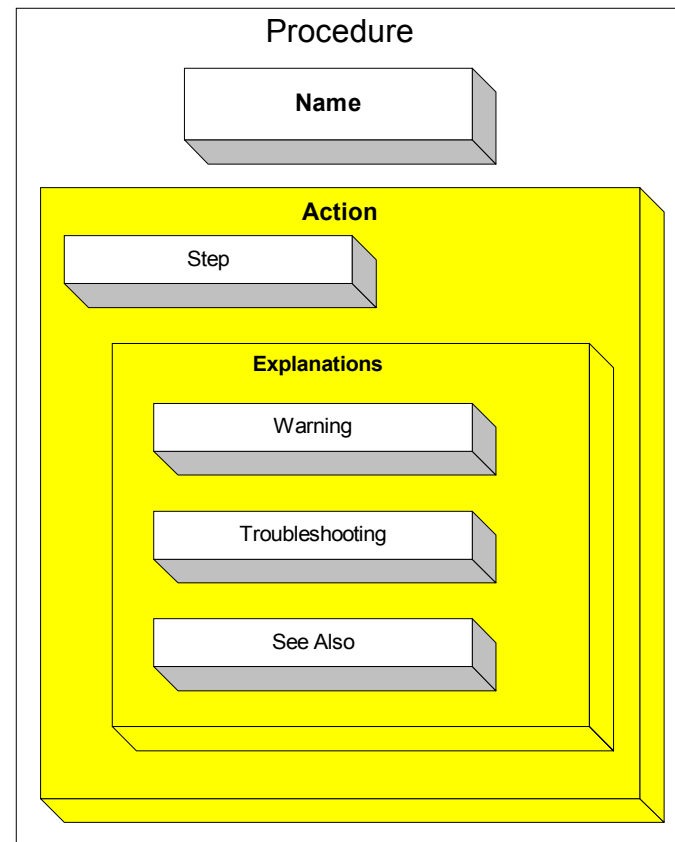 Procedure
Name
Action
Step
Explanations
Warning
Troubleshooting
See Also